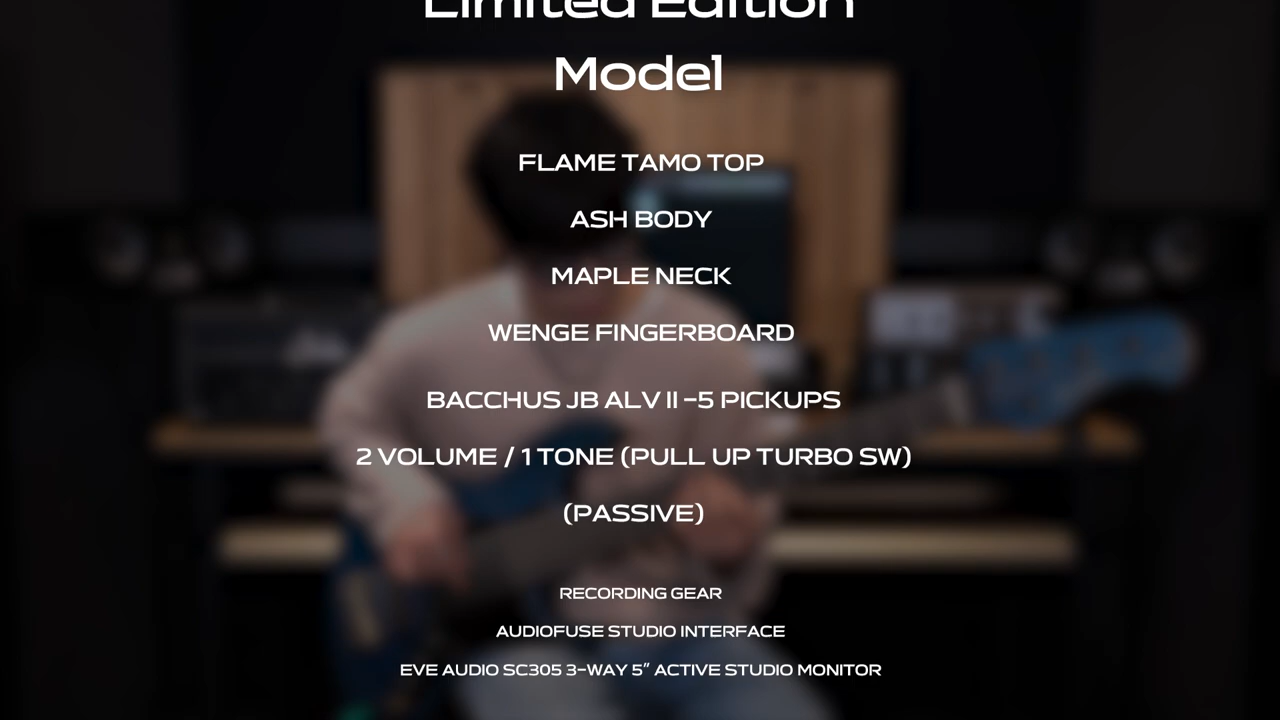 Limited Edition
Model
FLAME TAMO TOP
ASH BODY
MAPLE NECK
WENGE FINGERBOARD
BACCHUS JB ALV II -5 PICKUPS
2 VOLUME / 1 TONE (PULL UP TURBO SW)
(PASSIVE)
RECORDING GEAR
AUDIOFUSE STUDIO INTERFACE
EVE AUDIO SC305 3-WAY 5" ACTIVE STUDIO MONITOR